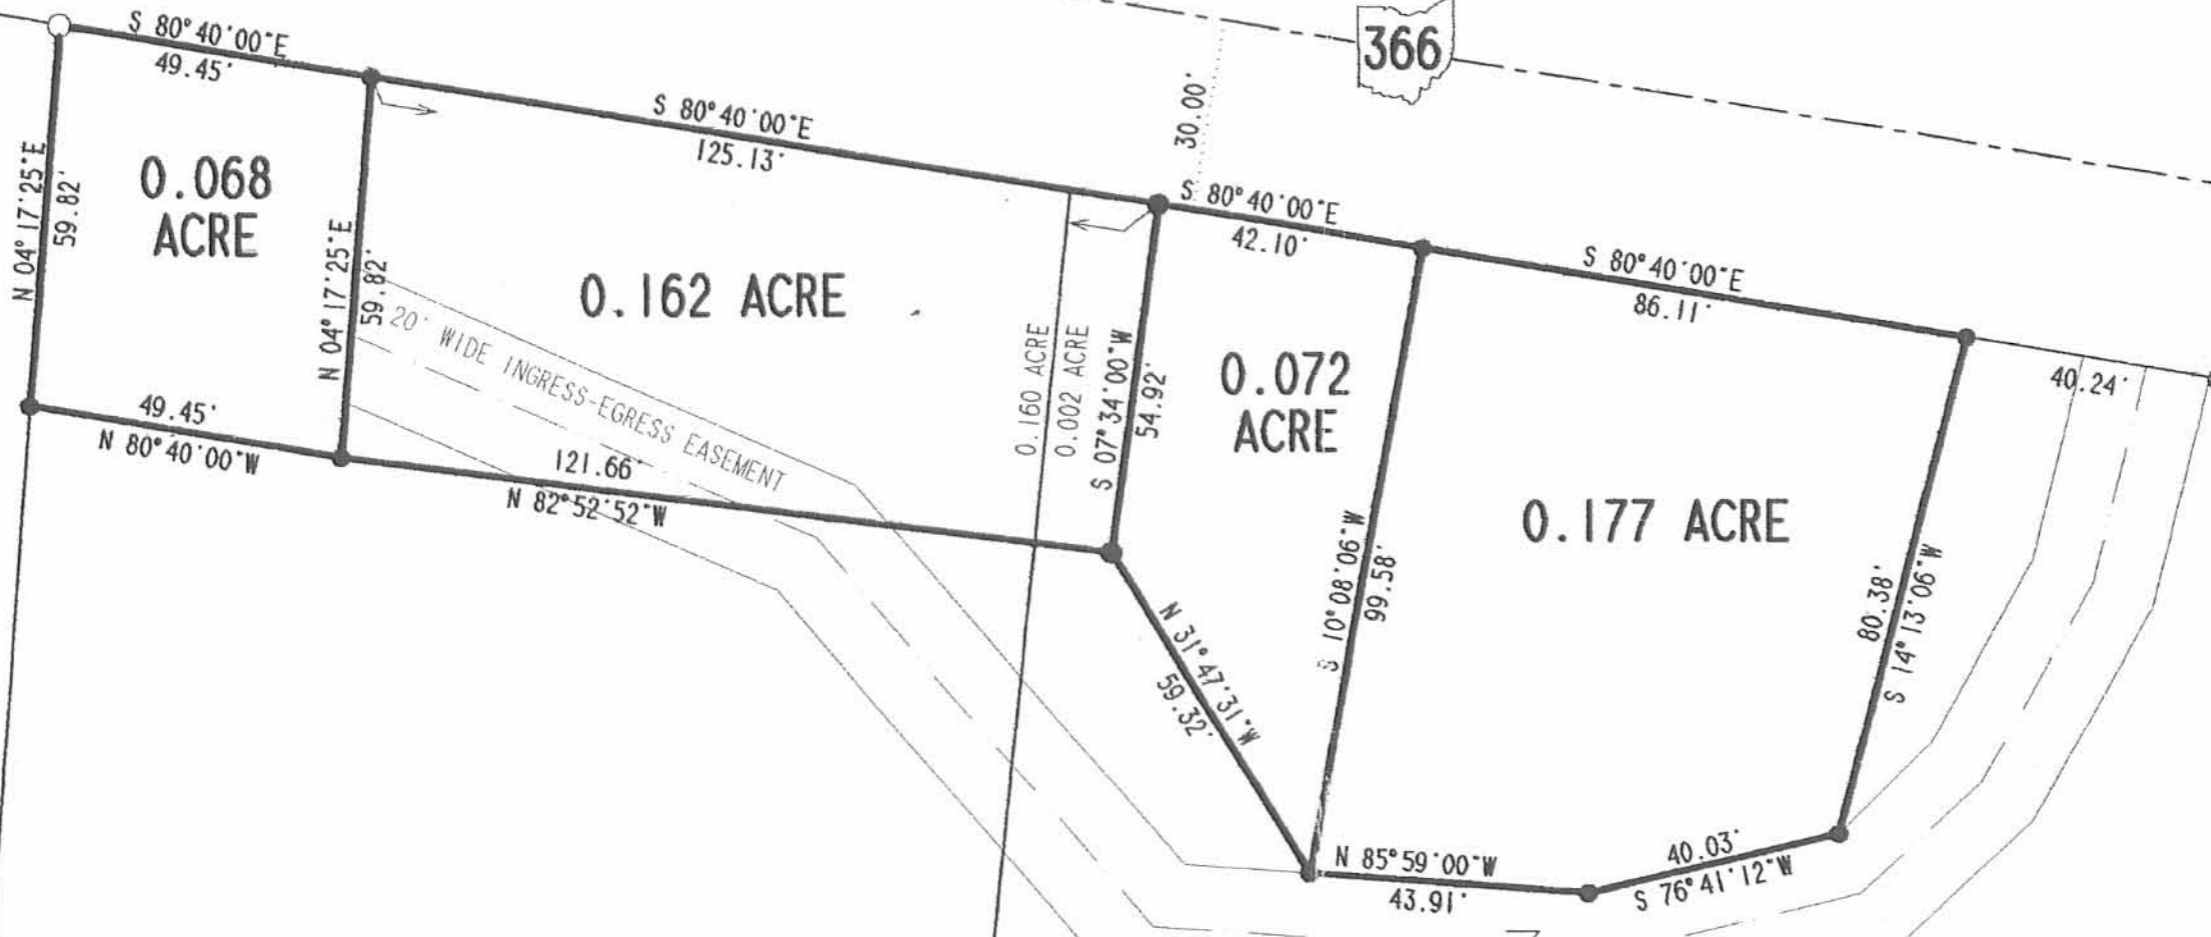 366
S 80°40'00"E
49.45'
S 80°40'00"E
125.13'
30.00'
S 80°40'00"E
42.10'
S 80°40'00"E
86.11'
40.24'
N 04°17'25"E
59.82'
0.068
ACRE
N 04°17'25"E
59.82'
0.162 ACRE
20' WIDE INGRESS-EGRESS EASEMENT
0.160 ACRE
0.002 ACRE
S 07°34'00"W
54.92'
0.072
ACRE
S 10°08'06"W
99.58'
0.177 ACRE
80.38'
S 14°13'06"W
49.45'
N 80°40'00"W
121.66'
N 82°52'52"W
N 31°47'31"W
59.32'
N 85°59'00"W
43.91'
40.03'
S 76°41'12"W